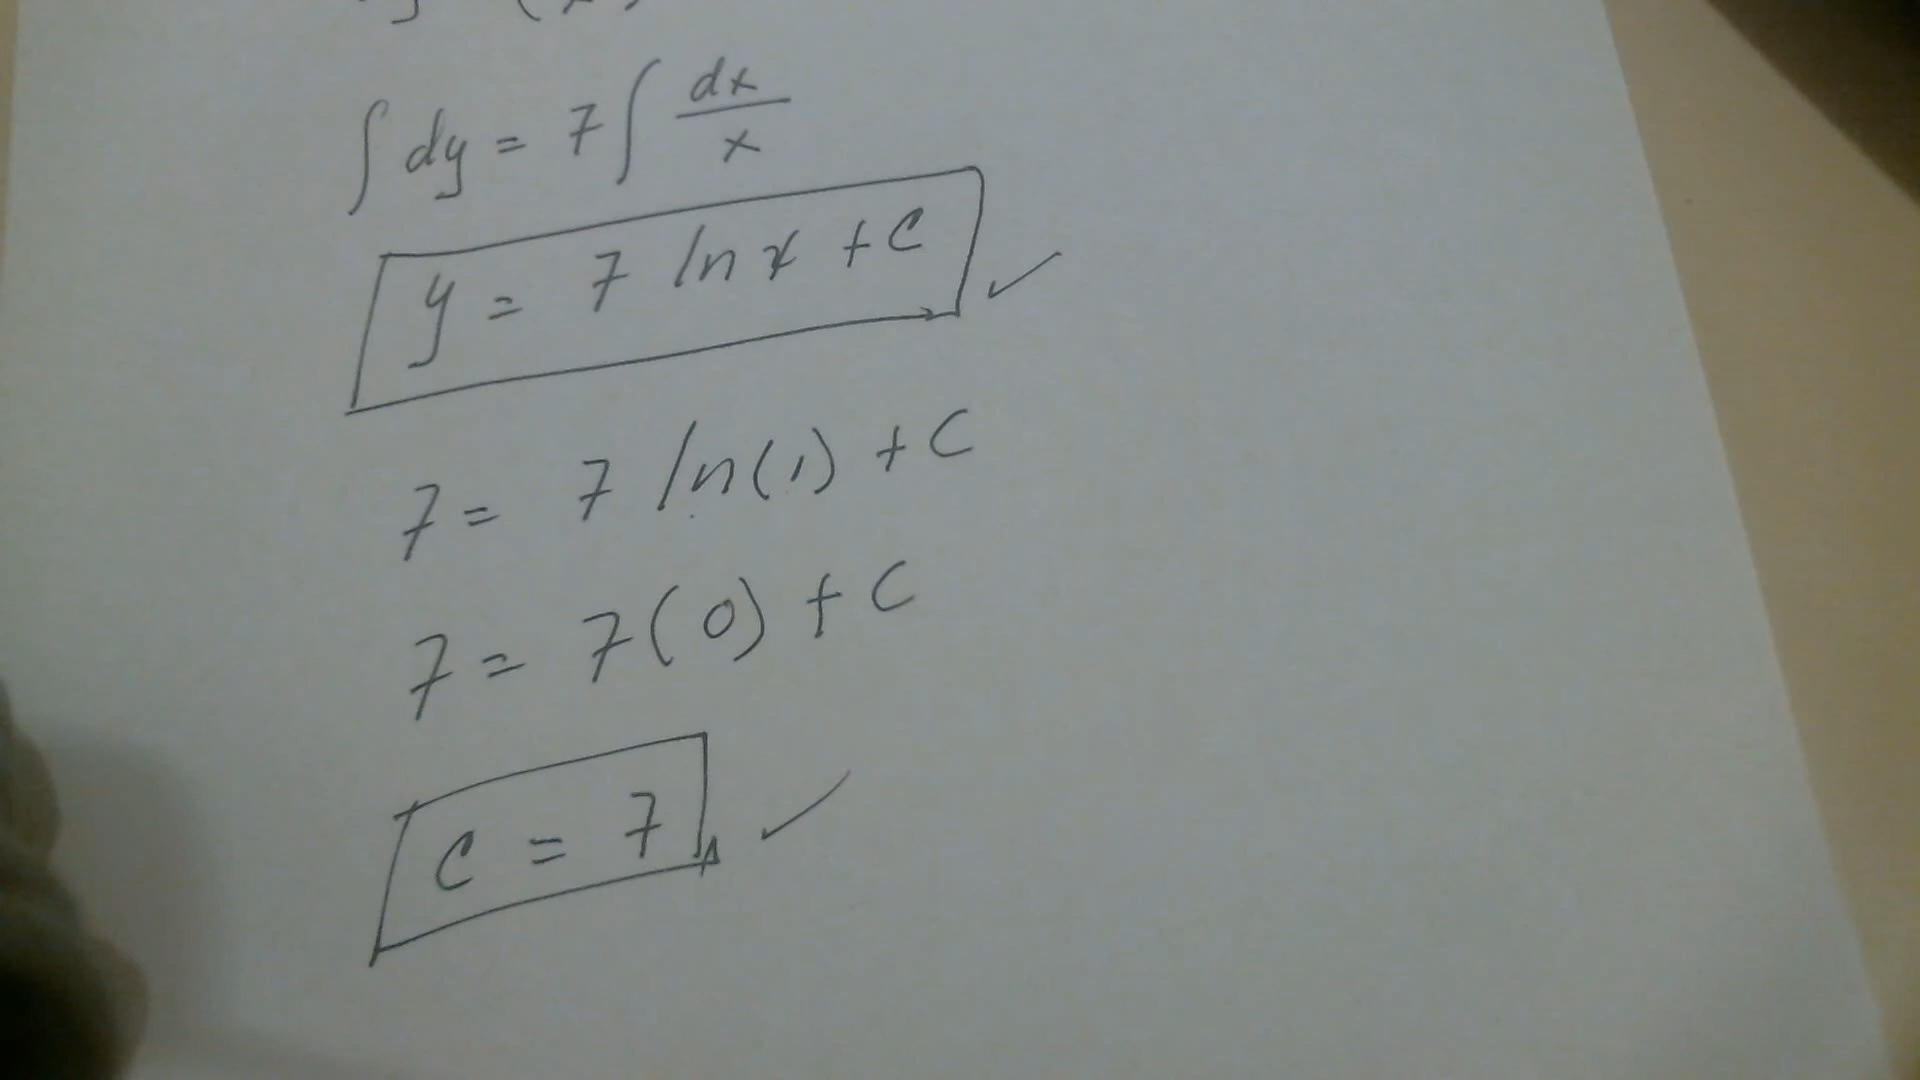 ∫ dy = 7 ∫ dx/x
y = 7 ln x + C ✓
7 = 7 ln(1) + C
7 = 7(0) + C
C = 7 ✓